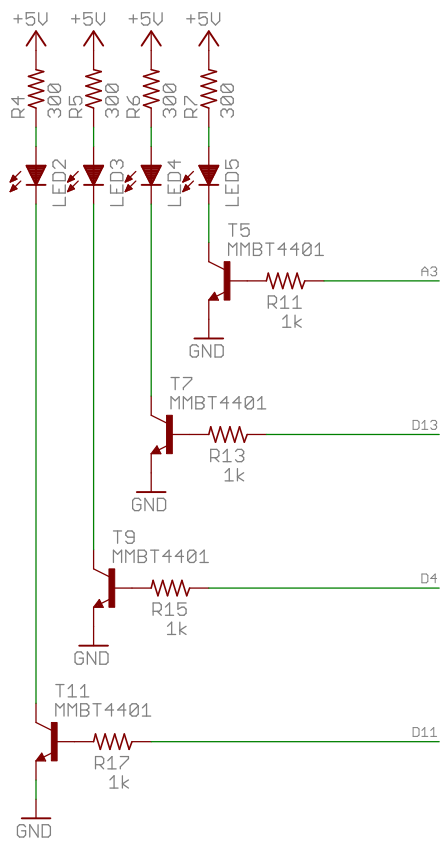 +5V +5V +5V +5V
R4 300 R5 300 R6 300 R7 300
LED2 LED3 LED4 LED5
T5
MMBT4401
A3
R11
1k
GND
T7
MMBT4401
D13
R13
1k
GND
T9
MMBT4401
D4
R15
1k
GND
T11
MMBT4401
D11
R17
1k
GND